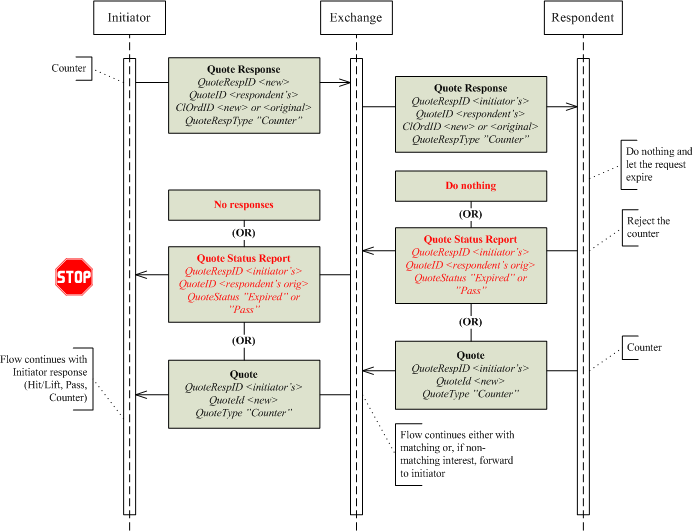 Initiator
Exchange
Respondent
Counter
Quote Response
QuoteRespID <new>
QuoteID <respondent's>
ClOrdID <new> or <original>
QuoteRespType "Counter"
Quote Response
QuoteRespID <initiator's>
QuoteID <respondent's>
ClOrdID <new> or <original>
QuoteRespType "Counter"
Do nothing and
let the request
expire
Do nothing
No responses
(OR)
(OR)
Reject the
counter
Quote Status Report
QuoteRespID <initiator's>
QuoteID <respondent's orig>
QuoteStatus "Expired" or
"Pass"
Quote Status Report
QuoteRespID <initiator's>
QuoteID <respondent's orig>
QuoteStatus "Expired" or
"Pass"
STOP
(OR)
(OR)
Counter
Quote
QuoteRespID <initiator's>
QuoteId <new>
QuoteType "Counter"
Flow continues with
Initiator response
(Hit/Lift, Pass,
Counter)
Quote
QuoteRespID <initiator's>
QuoteId <new>
QuoteType "Counter"
Flow continues either with
matching or, if non-
matching interest, forward
to initiator